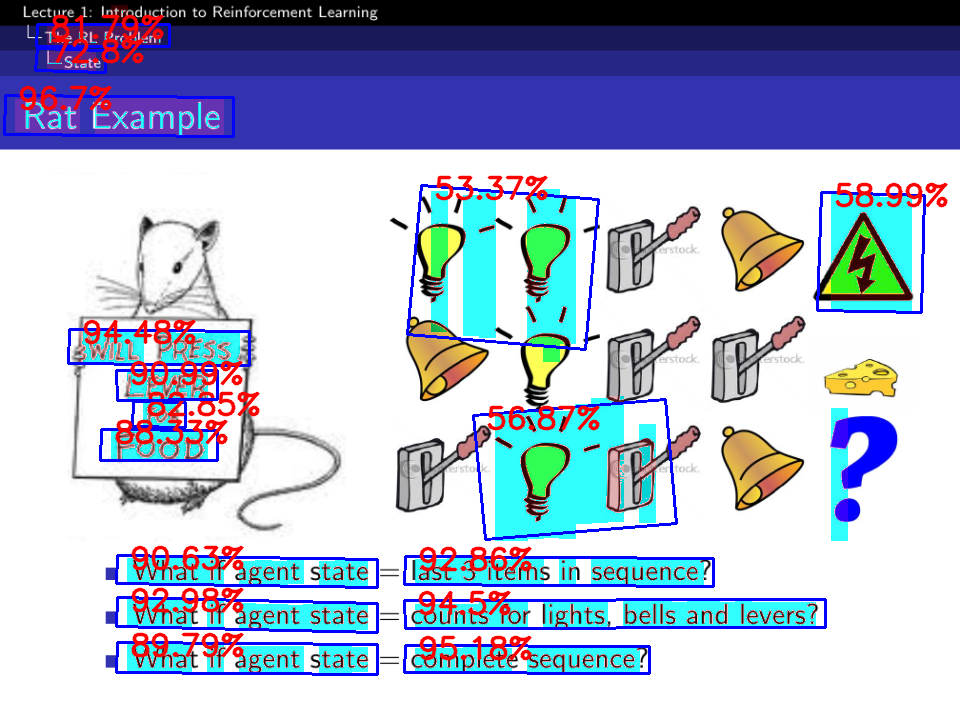 Lecture 1: Introduction to Reinforcement Learning
The RL Problem
81.79%
State
72.8%
96.7%
Rat Example
53.37%
58.99%
94.48%
WILL PRESS
90.99%
LEVER
82.85%
FOR
88.33%
FOOD
56.87%
?
90.63%
92.86%
What if agent state = last 3 items in sequence?
92.98%
94.5%
What if agent state = counts for lights, bells and levers?
89.79%
95.18%
What if agent state = complete sequence?